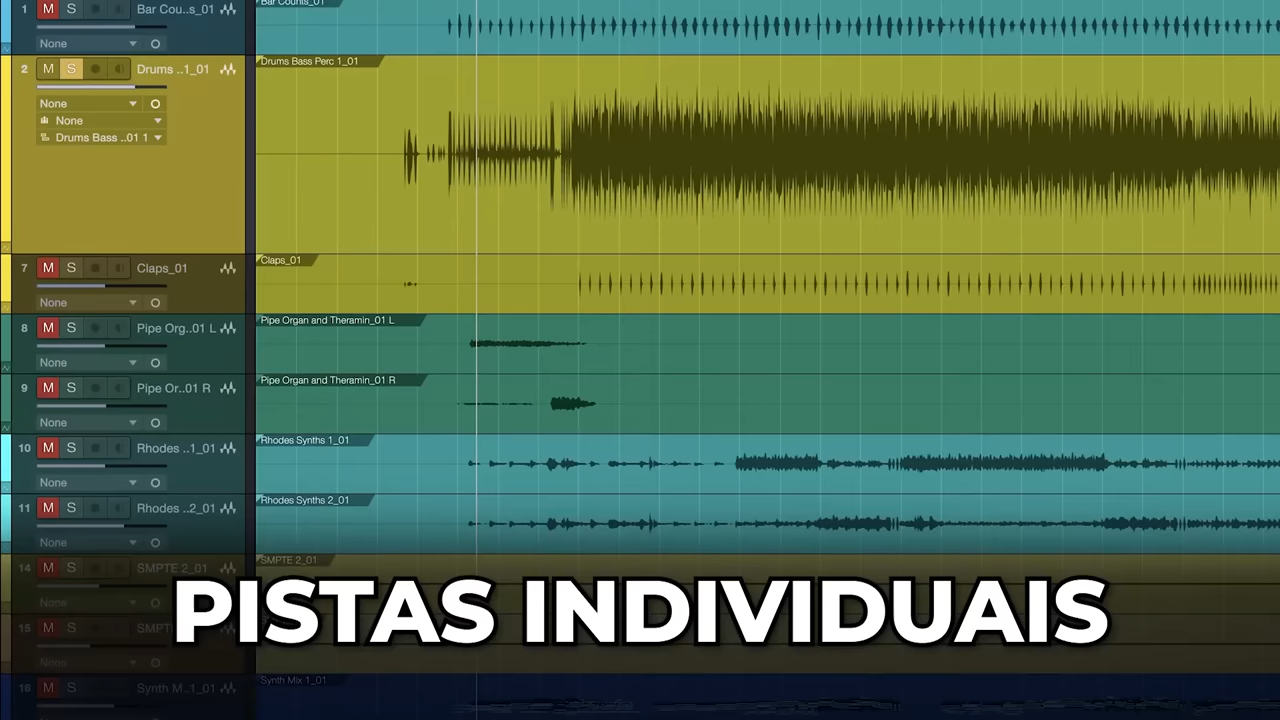 1 M S Bar Cou..s_01
Bar Counts_01
None
2 M S Drums ..1_01
Drums Bass Perc 1_01
None
None
Drums Bass ..01 1
7 M S Claps_01
Claps_01
None
8 M S Pipe Org..01 L
Pipe Organ and Theramin_01 L
None
9 M S Pipe Or..01 R
Pipe Organ and Theramin_01 R
None
10 M S Rhodes ..1_01
Rhodes Synths 1_01
None
11 M S Rhodes ..2_01
Rhodes Synths 2_01
None
14 M S SMPTE 2_01
SMPTE 2_01
None
PISTAS INDIVIDUAIS
15 M S SMPT
None
16 M S Synth M..1_01
Synth Mix 1_01